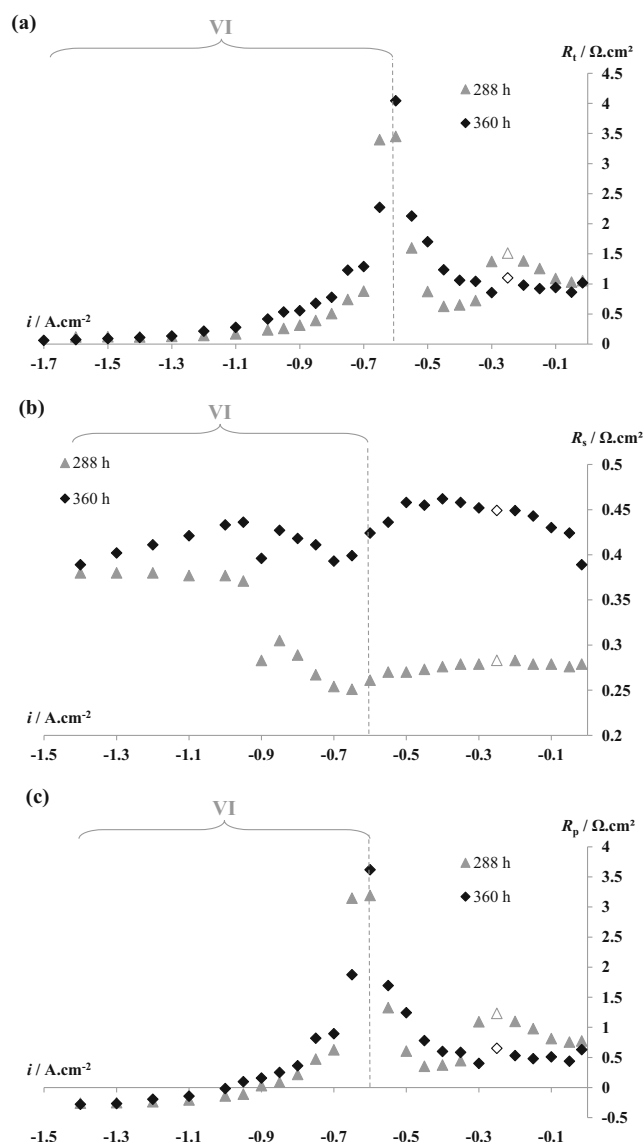 (a)
VI
Rt / Ω.cm²
4.5
4
3.5
3
2.5
2
1.5
1
0.5
0
288 h
360 h
i / A.cm-2
-1.7 -1.5 -1.3 -1.1 -0.9 -0.7 -0.5 -0.3 -0.1
(b)
VI
Rs / Ω.cm²
0.5
0.45
0.4
0.35
0.3
0.25
0.2
288 h
360 h
i / A.cm-2
-1.5 -1.3 -1.1 -0.9 -0.7 -0.5 -0.3 -0.1
(c)
VI
Rp / Ω.cm²
4
3.5
3
2.5
2
1.5
1
0.5
0
-0.5
288 h
360 h
i / A.cm-2
-1.5 -1.3 -1.1 -0.9 -0.7 -0.5 -0.3 -0.1